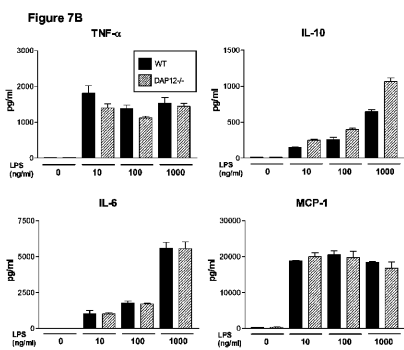 Figure 7B
TNF-α
pg/ml
3000
2000
1000
0
WT
DAP12-/-
LPS
(ng/ml)
0
10
100
1000
IL-10
pg/ml
1500
1000
500
0
LPS
(ng/ml)
0
10
100
1000
IL-6
pg/ml
7500
5000
2500
0
LPS
(ng/ml)
0
10
100
1000
MCP-1
pg/ml
30000
20000
10000
0
LPS
(ng/ml)
0
10
100
1000